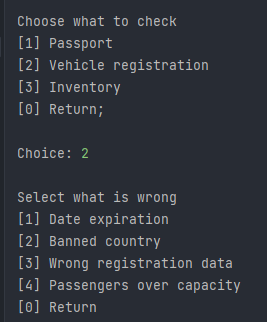 Choose what to check
[1] Passport
[2] Vehicle registration
[3] Inventory
[0] Return;
Choice: 2
Select what is wrong
[1] Date expiration
[2] Banned country
[3] Wrong registration data
[4] Passengers over capacity
[0] Return